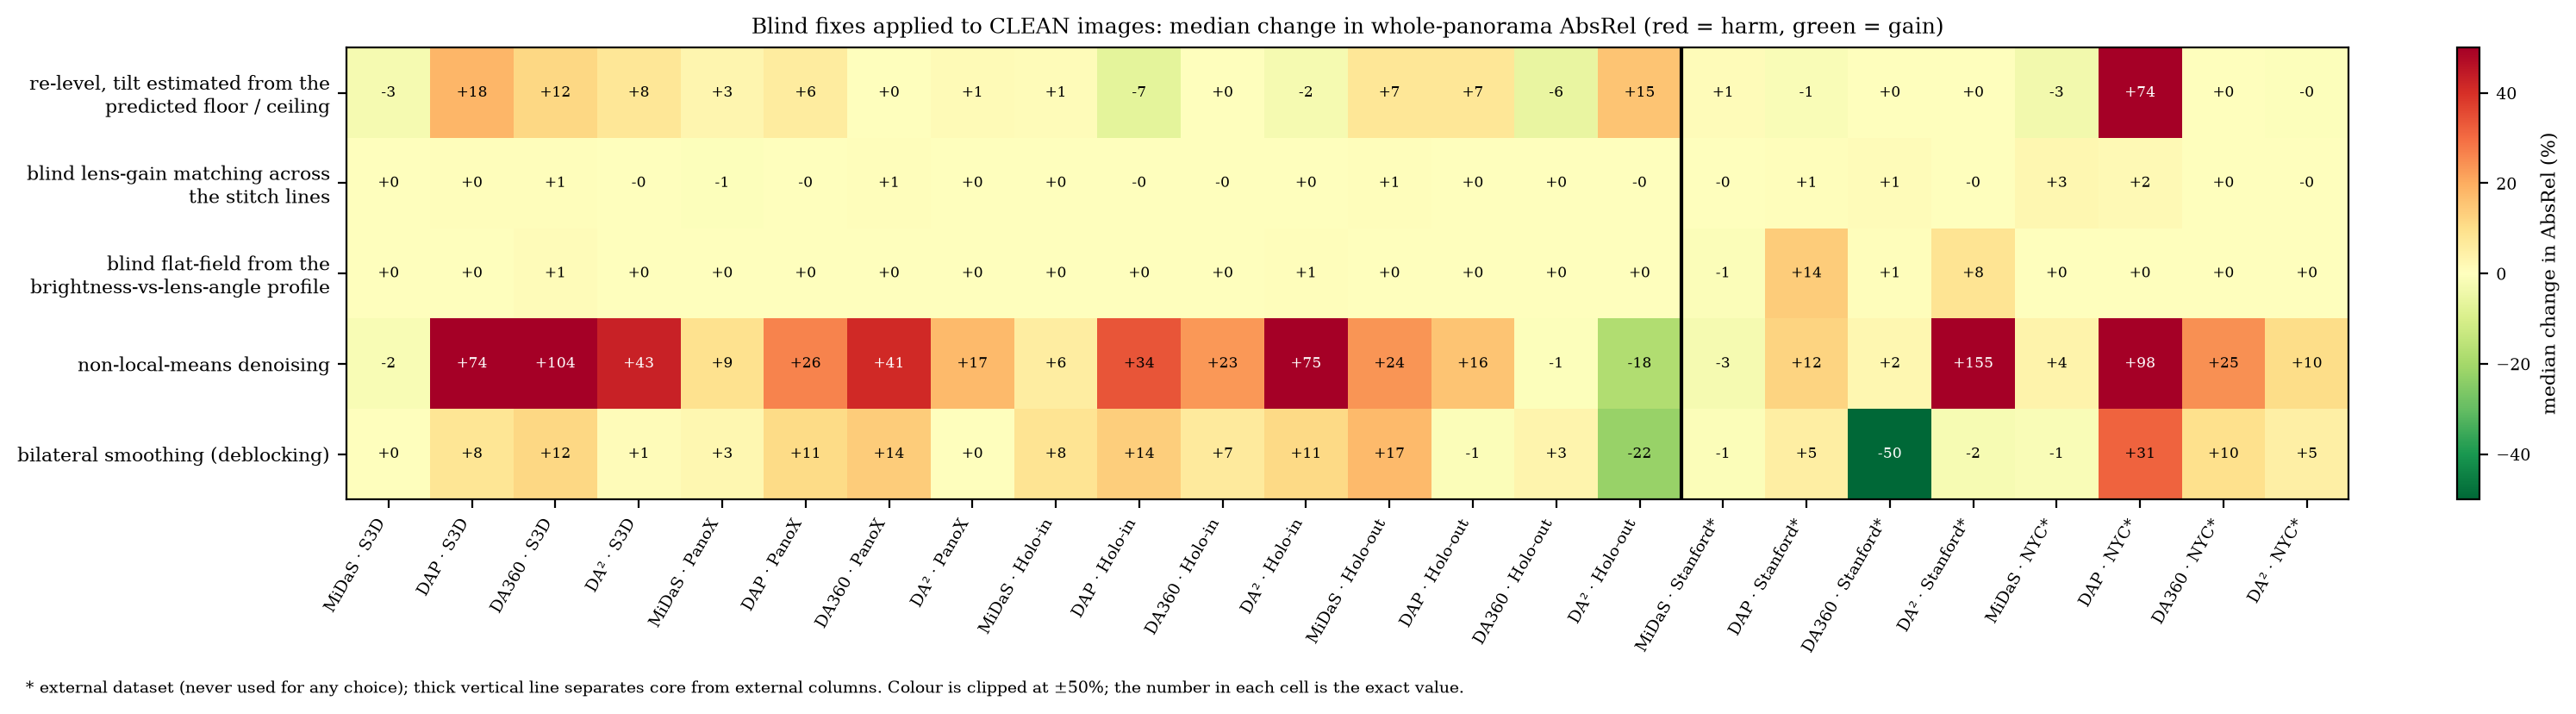 Blind fixes applied to CLEAN images: median change in whole-panorama AbsRel (red = harm, green = gain)
re-level, tilt estimated from the
predicted floor / ceiling
-3 +18 +12 +8 +3 +6 +0 +1 +1 -7 +0 -2 +7 +7 -6 +15 +1 -1 +0 +0 -3 +74 +0 -0
blind lens-gain matching across
the stitch lines
+0 +0 +1 -0 -1 -0 +1 +0 +0 -0 -0 +0 +1 +0 +0 -0 -0 +1 +1 -0 +3 +2 +0 -0
blind flat-field from the
brightness-vs-lens-angle profile
+0 +0 +1 +0 +0 +0 +0 +0 +0 +0 +0 +1 +0 +0 +0 +0 -1 +14 +1 +8 +0 +0 +0 +0
non-local-means denoising
-2 +74 +104 +43 +9 +26 +41 +17 +6 +34 +23 +75 +24 +16 -1 -18 -3 +12 +2 +155 +4 +98 +25 +10
bilateral smoothing (deblocking)
+0 +8 +12 +1 +3 +11 +14 +0 +8 +14 +7 +11 +17 -1 +3 -22 -1 +5 -50 -2 -1 +31 +10 +5
MiDaS · S3D
DAP · S3D
DA360 · S3D
DA² · S3D
MiDaS · PanoX
DAP · PanoX
DA360 · PanoX
DA² · PanoX
MiDaS · Holo-in
DAP · Holo-in
DA360 · Holo-in
DA² · Holo-in
MiDaS · Holo-out
DAP · Holo-out
DA360 · Holo-out
DA² · Holo-out
MiDaS · Stanford*
DAP · Stanford*
DA360 · Stanford*
DA² · Stanford*
MiDaS · NYC*
DAP · NYC*
DA360 · NYC*
DA² · NYC*
40
20
0
−20
−40
median change in AbsRel (%)
* external dataset (never used for any choice); thick vertical line separates core from external columns. Colour is clipped at ±50%; the number in each cell is the exact value.